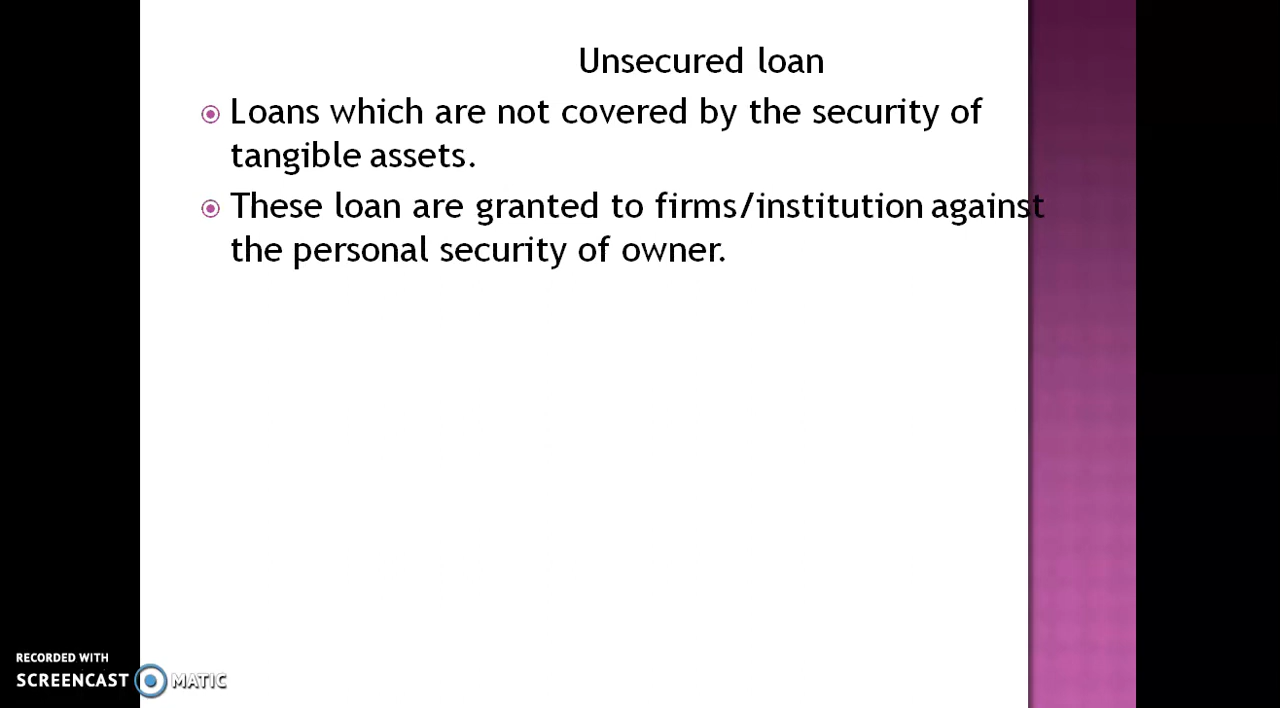 Unsecured loan
Loans which are not covered by the security of
tangible assets.
These loan are granted to firms/institution against
the personal security of owner.
RECORDED WITH
SCREENCAST MATIC